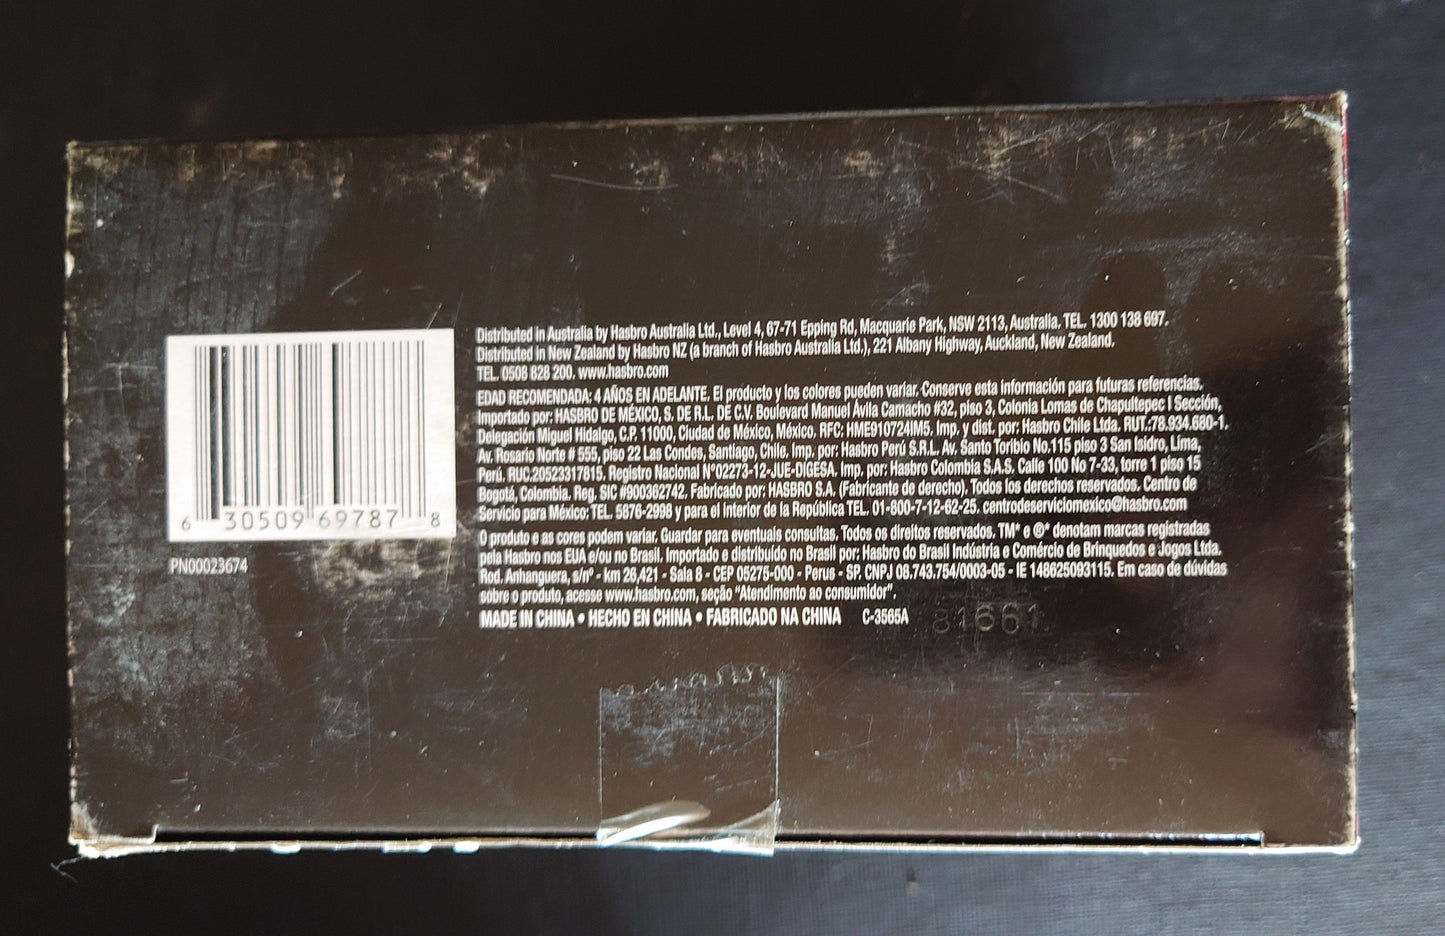 Distributed in Australia by Hasbro Australia Ltd., Level 4, 67-71 Epping Rd, Macquarie Park, NSW 2113, Australia. TEL. 1300 138 697.
Distributed in New Zealand by Hasbro NZ (a branch of Hasbro Australia Ltd.), 221 Albany Highway, Auckland, New Zealand.
TEL. 0508 828 200. www.hasbro.com
EDAD RECOMENDADA: 4 AÑOS EN ADELANTE. El producto y los colores pueden variar. Conserve esta información para futuras referencias.
Importado por: HASBRO DE MÉXICO, S. DE R.L. DE C.V. Boulevard Manuel Ávila Camacho #32, piso 3, Colonia Lomas de Chapultepec I Sección,
Delegación Miguel Hidalgo, C.P. 11000, Ciudad de México, México. RFC: HME910724IM5. Imp. y dist. por: Hasbro Chile Ltda. RUT.:78.934.680-1.
Av. Rosario Norte # 555, piso 22 Las Condes, Santiago, Chile. Imp. por: Hasbro Perú S.R.L. Av. Santo Toribio No.115 piso 3 San Isidro, Lima,
Perú. RUC.20523317815. Registro Nacional N°02273-12-JUE-DIGESA. Imp. por: Hasbro Colombia S.A.S. Calle 100 No 7-33, torre 1 piso 15
Bogotá, Colombia. Reg. SIC #900362742. Fabricado por: HASBRO S.A. (Fabricante de derecho). Todos los derechos reservados. Centro de
Servicio para México: TEL. 5876-2998 y para el interior de la República TEL. 01-800-7-12-62-25. centrodeserviciomexico@hasbro.com
O produto e as cores podem variar. Guardar para eventuais consultas. Todos os direitos reservados. TM* e ®* denotam marcas registradas
pela Hasbro nos EUA e/ou no Brasil. Importado e distribuído no Brasil por: Hasbro do Brasil Indústria e Comércio de Brinquedos e Jogos Ltda.
Rod. Anhanguera, s/nº - km 26,421 - Sala 8 - CEP 05275-000 - Perus - SP. CNPJ 08.743.754/0003-05 - IE 148625093115. Em caso de dúvidas
sobre o produto, acesse www.hasbro.com, seção "Atendimento ao consumidor".
MADE IN CHINA • HECHO EN CHINA • FABRICADO NA CHINA C-3565A
81661
6 30509 69787 8
PN00023674